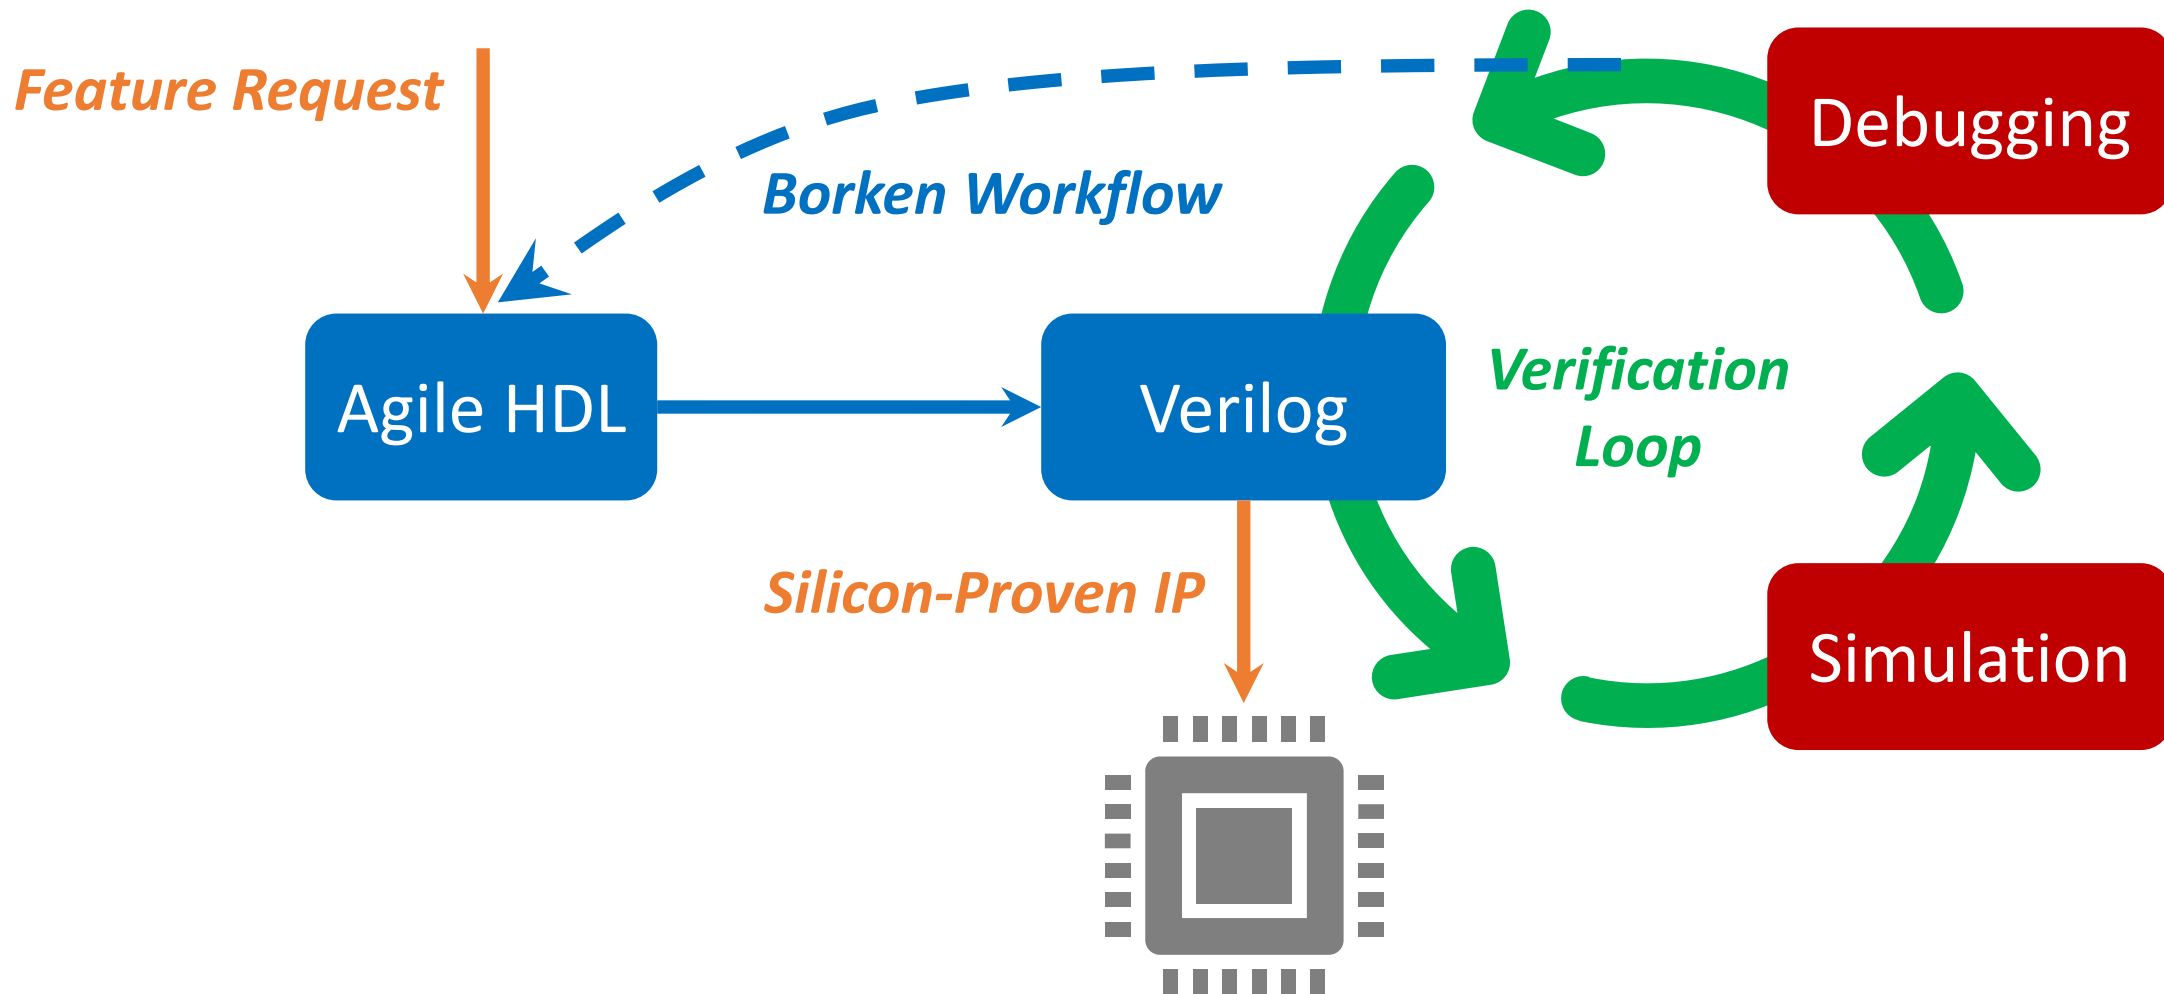 Feature Request
Debugging
Borken Workflow
Agile HDL
Verilog
Verification
Loop
Silicon-Proven IP
Simulation